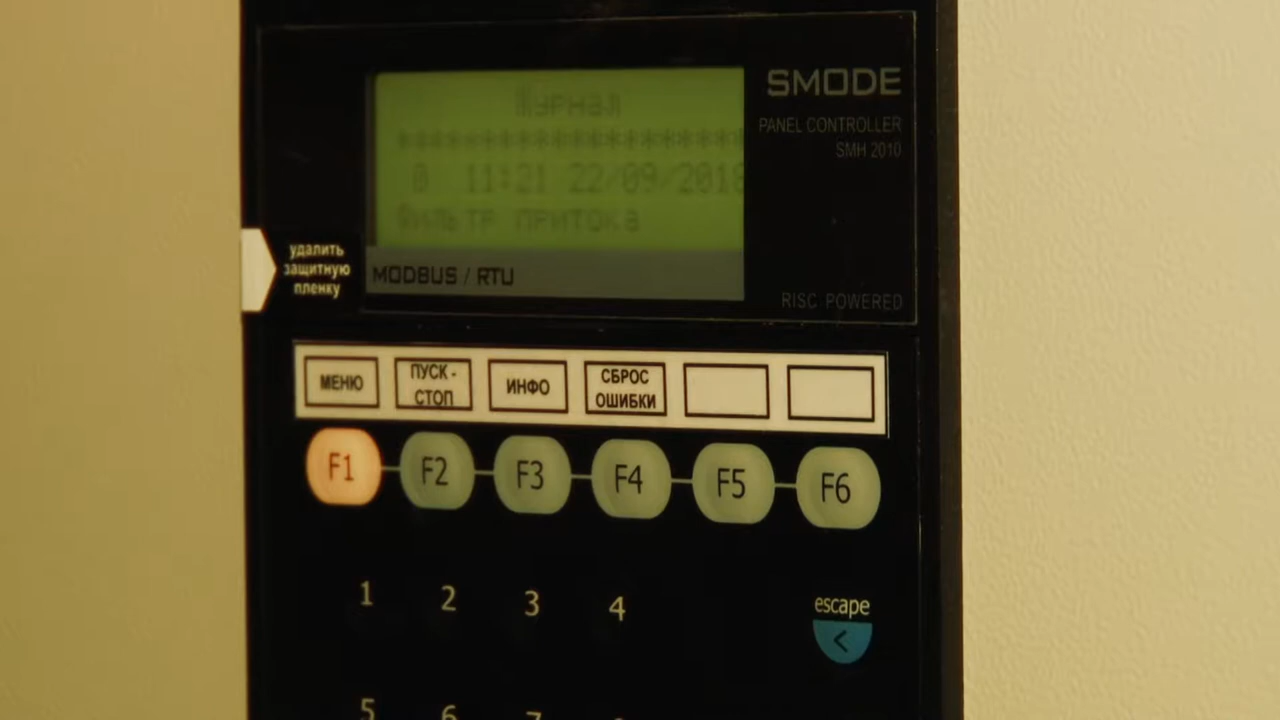 Журнал
********************
0 11:21 22/09/2018
Фильтр притока
MODBUS / RTU
SMODE
PANEL CONTROLLER
SMH 2010
RISC POWERED
удалить
защитную
пленку
МЕНЮ
ПУСК -
СТОП
ИНФО
СБРОС
ОШИБКИ
F1 F2 F3 F4 F5 F6
1 2 3 4
escape
<
5 6 7